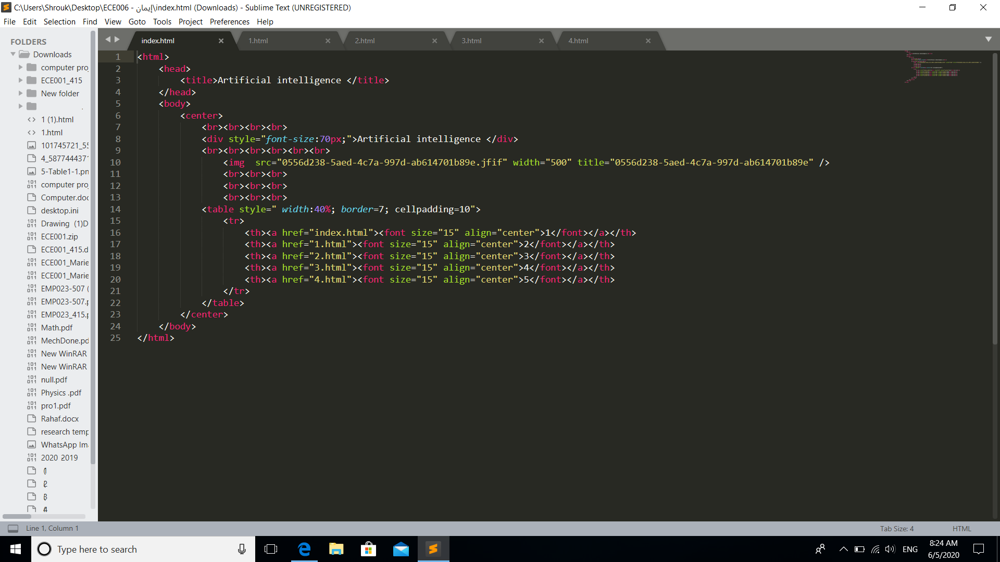 C:\Users\Shrouk\Desktop\ECE006 - إيمان\index.html (Downloads) - Sublime Text (UNREGISTERED)
File Edit Selection Find View Goto Tools Project Preferences Help
FOLDERS
Downloads
computer pro
ECE001_415
New folder
.
1 (1).html
1.html
101745721_55
4_5877444371
5-Table1-1.pn
computer pro
Computer.doc
desktop.ini
Drawing (1)D
ECE001.zip
ECE001_415.d
ECE001_Marie
ECE001_Marie
EMP023-507 (
EMP023-507.p
EMP023_415.p
Math.pdf
MechDone.pd
New WinRAR
New WinRAR
null.pdf
Physics .pdf
pro1.pdf
Rahaf.docx
research temp
WhatsApp Ima
2020 2019
index.html 1.html 2.html 3.html 4.html
1 <html>
2 <head>
3 <title>Artificial intelligence </title>
4 </head>
5 <body>
6 <center>
7 <br><br><br><br>
8 <div style="font-size:70px;">Artificial intelligence </div>
9 <br><br><br><br><br><br>
10 <img  src="0556d238-5aed-4c7a-997d-ab614701b89e.jfif" width="500" title="0556d238-5aed-4c7a-997d-ab614701b89e" />
11 <br><br><br>
12 <br><br><br>
13 <br><br><br>
14 <table style=" width:40%; border=7; cellpadding=10">
15 <tr>
16 <th><a href="index.html"><font size="15" align="center">1</font></a></th>
17 <th><a href="1.html"><font size="15" align="center">2</font></a></th>
18 <th><a href="2.html"><font size="15" align="center">3</font></a></th>
19 <th><a href="3.html"><font size="15" align="center">4</font></a></th>
20 <th><a href="4.html"><font size="15" align="center">5</font></a></th>
21 </tr>
22 </table>
23 </center>
24 </body>
25 </html>
Line 1, Column 1
Tab Size: 4
HTML
Type here to search
ENG
8:24 AM
6/5/2020